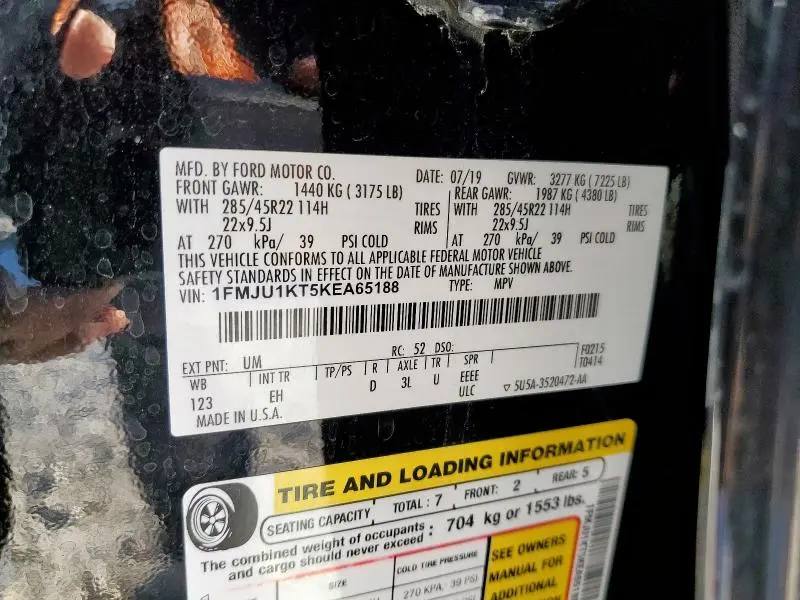 MFD. BY FORD MOTOR CO. DATE: 07/19 GVWR: 3277 KG ( 7225 LB)
FRONT GAWR: 1440 KG ( 3175 LB) REAR GAWR: 1987 KG ( 4380 LB)
WITH 285/45R22 114H TIRES WITH 285/45R22 114H TIRES
22x9.5J RIMS 22x9.5J RIMS
AT 270 kPa/ 39 PSI COLD AT 270 kPa/ 39 PSI COLD
THIS VEHICLE CONFORMS TO ALL APPLICABLE FEDERAL MOTOR VEHICLE
SAFETY STANDARDS IN EFFECT ON THE DATE OF MANUFACTURE SHOWN ABOVE.
VIN: 1FMJU1KT5KEA65188 TYPE: MPV
F0215
T0414
EXT PNT: UM RC: 52 DSO:
WB INT TR TP/PS R AXLE TR SPR
123 EH D 3L U EEEE
ULC
MADE IN U.S.A. 5U5A-3520472-AA
TIRE AND LOADING INFORMATION
SEATING CAPACITY TOTAL : 7 FRONT: 2 REAR: 5
The combined weight of occupants and cargo should never exceed : 704 kg or 1553 lbs.
SIZE COLD TIRE PRESSURE
270 KPA, 39 PSI
SEE OWNERS
MANUAL FOR
ADDITIONAL